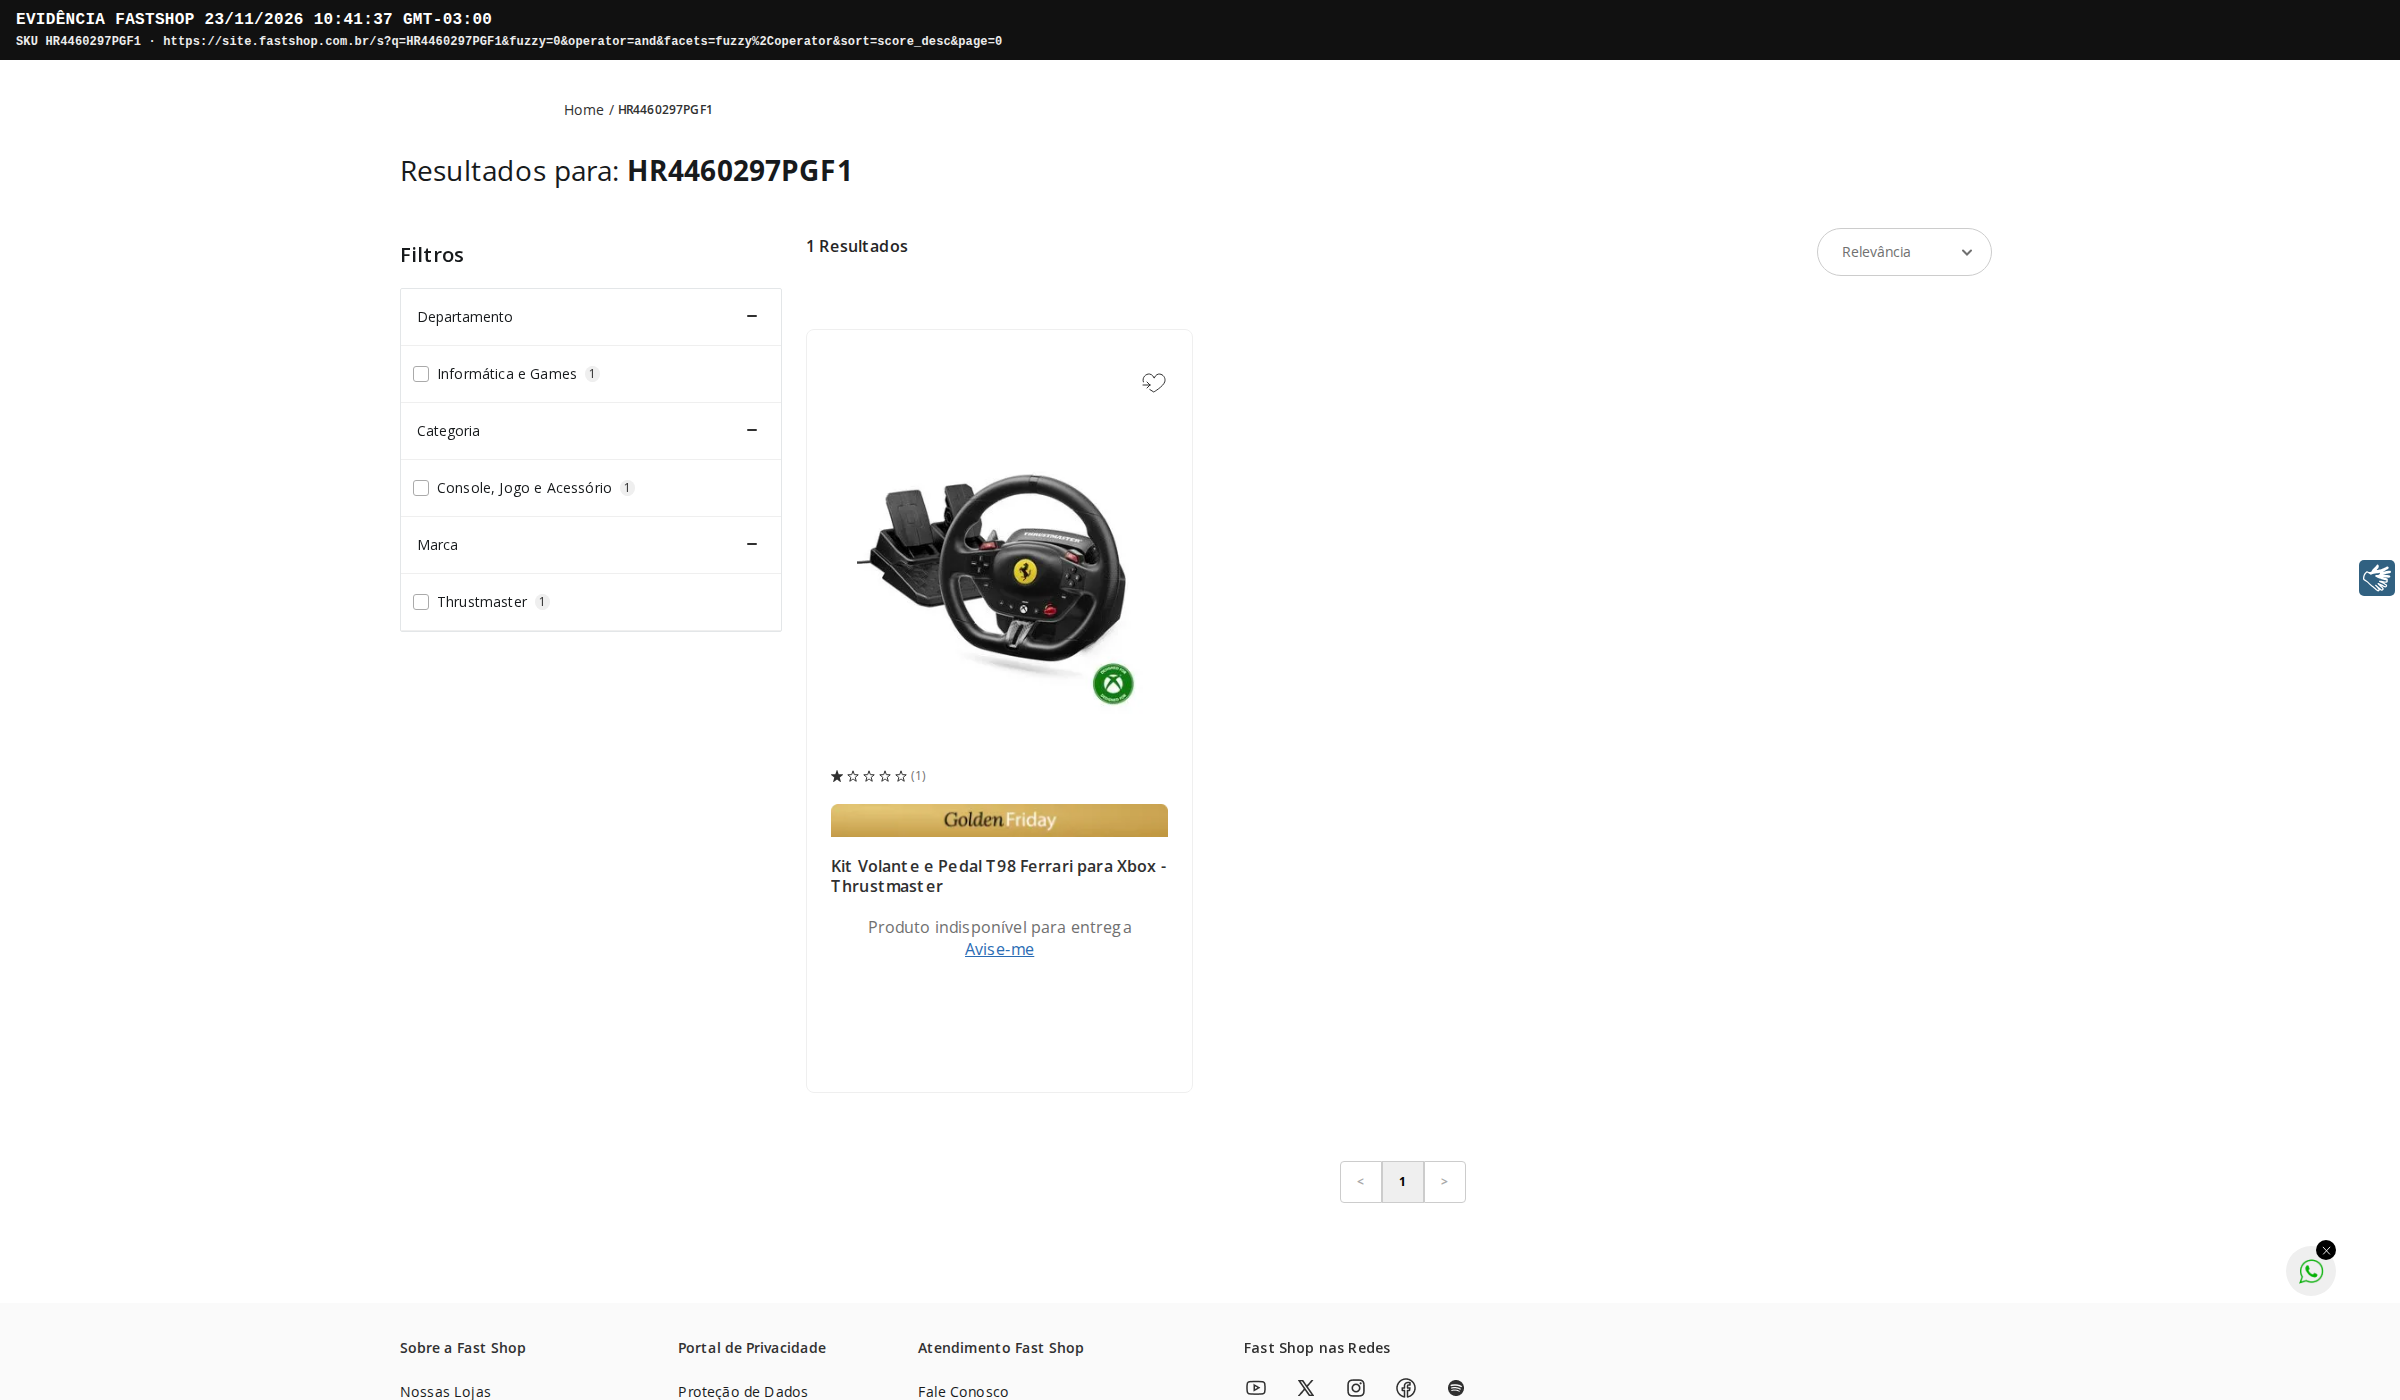 EVIDÊNCIA FASTSHOP 23/11/2026 10:41:37 GMT-03:00
SKU HR4460297PGF1 · https://site.fastshop.com.br/s?q=HR4460297PGF1&fuzzy=0&operator=and&facets=fuzzy%2Coperator&sort=score_desc&page=0
Home / HR4460297PGF1
Resultados para: HR4460297PGF1
Filtros
1 Resultados
Relevância
Departamento
Informática e Games 1
Categoria
Console, Jogo e Acessório 1
Marca
Thrustmaster 1
THRUSTMASTER
(1)
Golden Friday
Kit Volante e Pedal T98 Ferrari para Xbox -
Thrustmaster
Produto indisponível para entrega
Avise-me
< 1 >
Sobre a Fast Shop
Portal de Privacidade
Atendimento Fast Shop
Fast Shop nas Redes
Nossas Lojas
Proteção de Dados
Fale Conosco